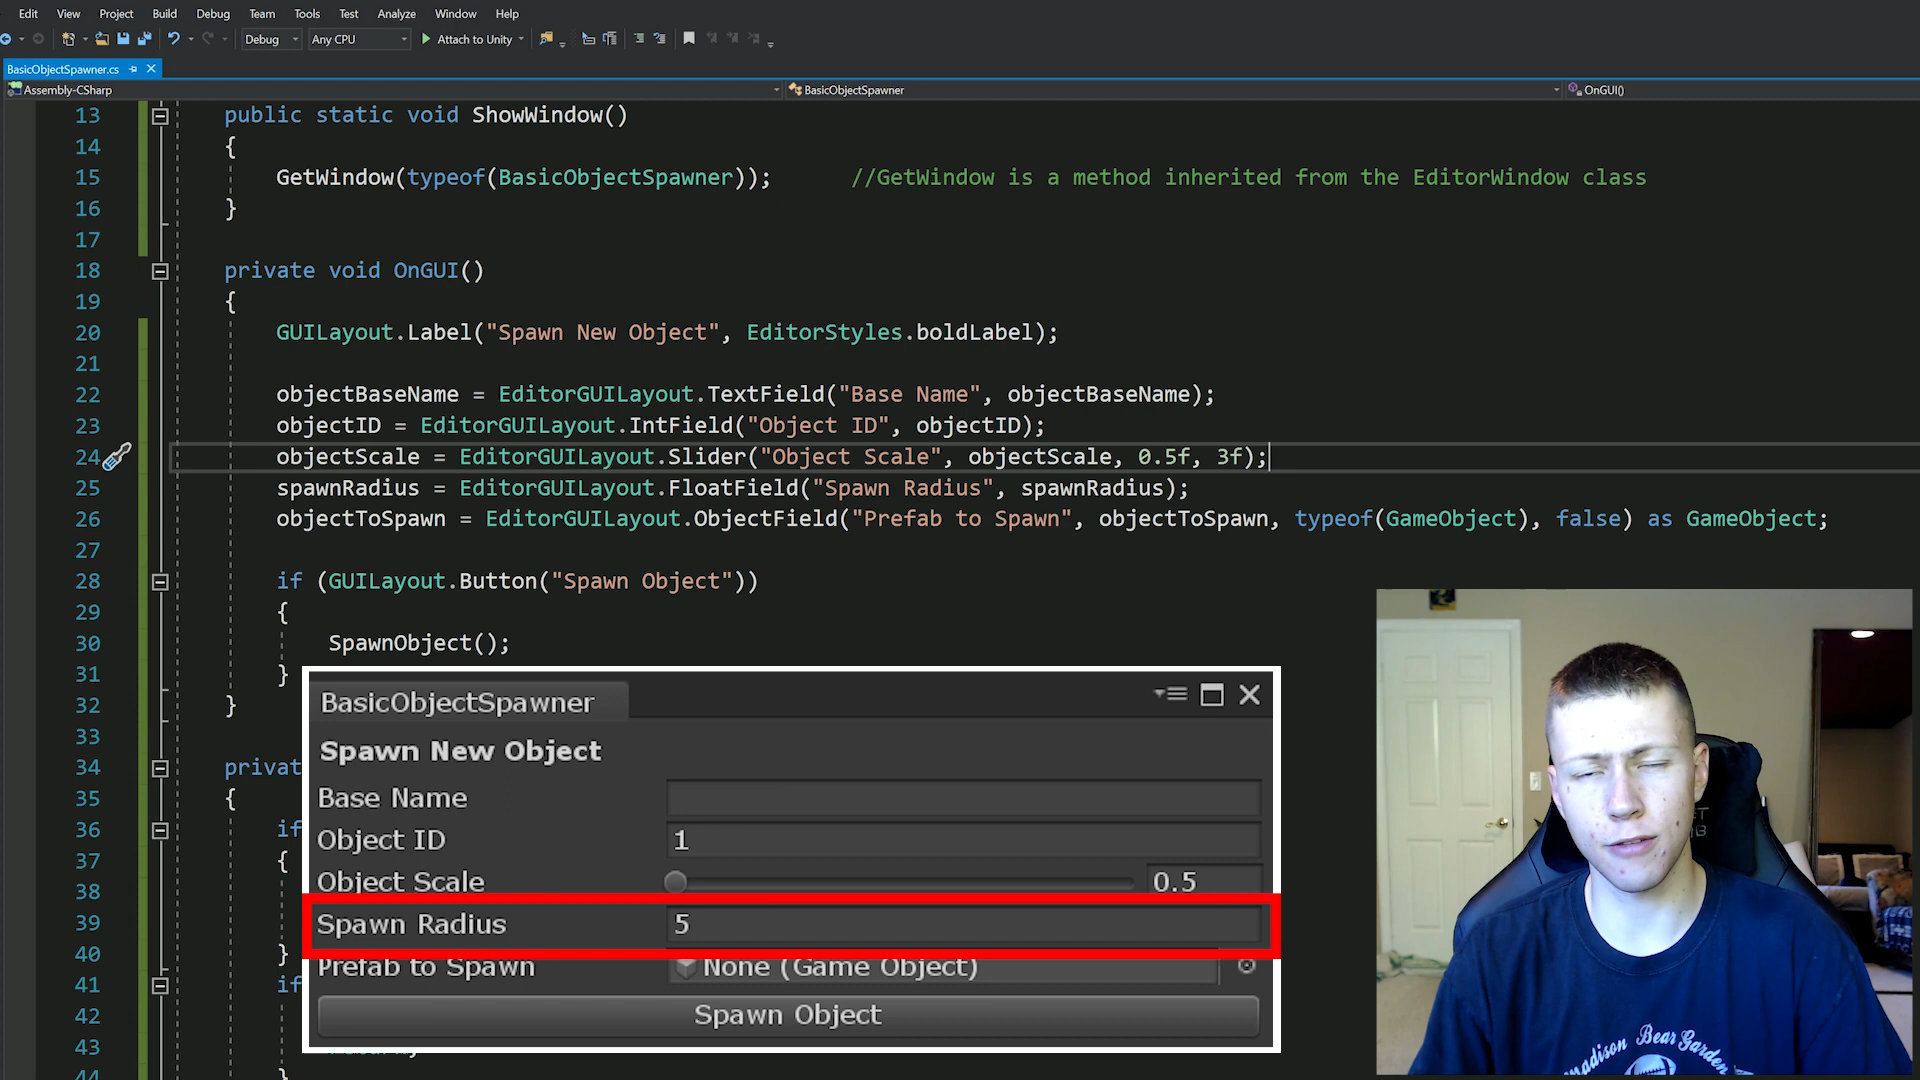 Edit View Project Build Debug Team Tools Test Analyze Window Help
Debug Any CPU Attach to Unity
BasicObjectSpawner.cs
Assembly-CSharp BasicObjectSpawner OnGUI()
13 public static void ShowWindow()
14 {
15 GetWindow(typeof(BasicObjectSpawner)); //GetWindow is a method inherited from the EditorWindow class
16 }
17
18 private void OnGUI()
19 {
20 GUILayout.Label("Spawn New Object", EditorStyles.boldLabel);
21
22 objectBaseName = EditorGUILayout.TextField("Base Name", objectBaseName);
23 objectID = EditorGUILayout.IntField("Object ID", objectID);
24 objectScale = EditorGUILayout.Slider("Object Scale", objectScale, 0.5f, 3f);
25 spawnRadius = EditorGUILayout.FloatField("Spawn Radius", spawnRadius);
26 objectToSpawn = EditorGUILayout.ObjectField("Prefab to Spawn", objectToSpawn, typeof(GameObject), false) as GameObject;
27
28 if (GUILayout.Button("Spawn Object"))
29 {
30 SpawnObject();
31 }
32 }
33
34 privat
35 {
36 if
37 {
38
39
40 }
41 if
42
43
44 }
BasicObjectSpawner
Spawn New Object
Base Name
Object ID 1
Object Scale 0.5
Spawn Radius 5
Prefab to Spawn None (Game Object)
Spawn Object
Bear Garden